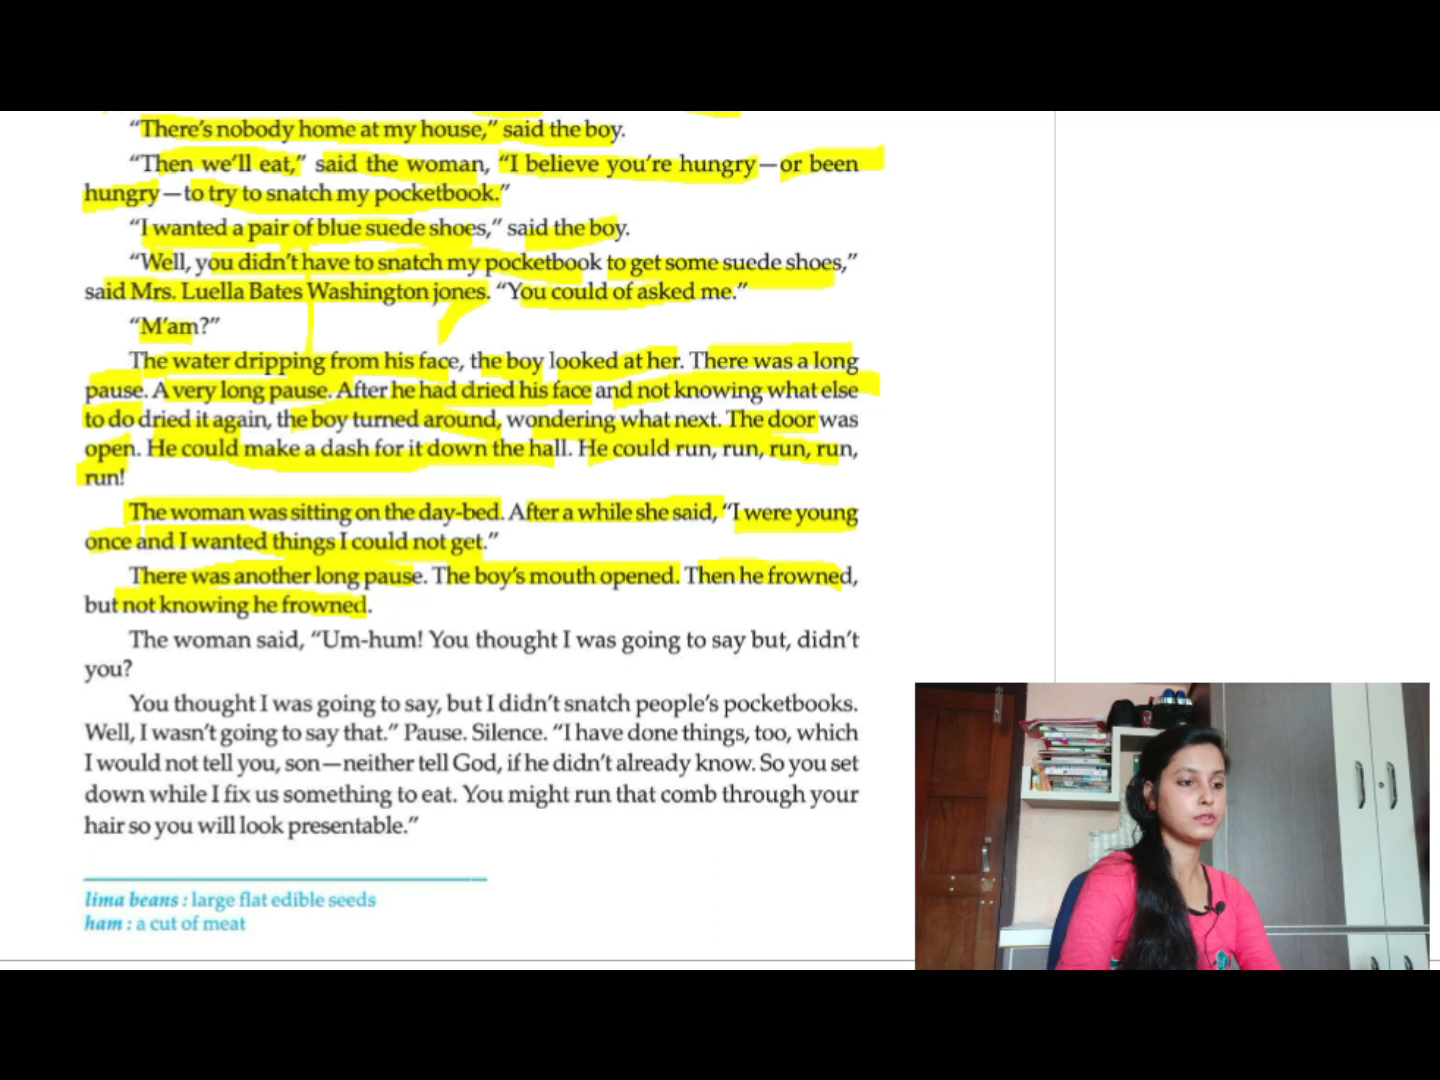 “There’s nobody home at my house,” said the boy.
“Then we’ll eat,” said the woman, “I believe you’re hungry—or been
hungry—to try to snatch my pocketbook.”
“I wanted a pair of blue suede shoes,” said the boy.
“Well, you didn’t have to snatch my pocketbook to get some suede shoes,”
said Mrs. Luella Bates Washington jones. “You could of asked me.”
“M’am?”
The water dripping from his face, the boy looked at her. There was a long
pause. A very long pause. After he had dried his face and not knowing what else
to do dried it again, the boy turned around, wondering what next. The door was
open. He could make a dash for it down the hall. He could run, run, run, run,
run!
The woman was sitting on the day-bed. After a while she said, “I were young
once and I wanted things I could not get.”
There was another long pause. The boy’s mouth opened. Then he frowned,
but not knowing he frowned.
The woman said, “Um-hum! You thought I was going to say but, didn’t
you?
You thought I was going to say, but I didn’t snatch people’s pocketbooks.
Well, I wasn’t going to say that.” Pause. Silence. “I have done things, too, which
I would not tell you, son—neither tell God, if he didn’t already know. So you set
down while I fix us something to eat. You might run that comb through your
hair so you will look presentable.”
lima beans : large flat edible seeds
ham : a cut of meat